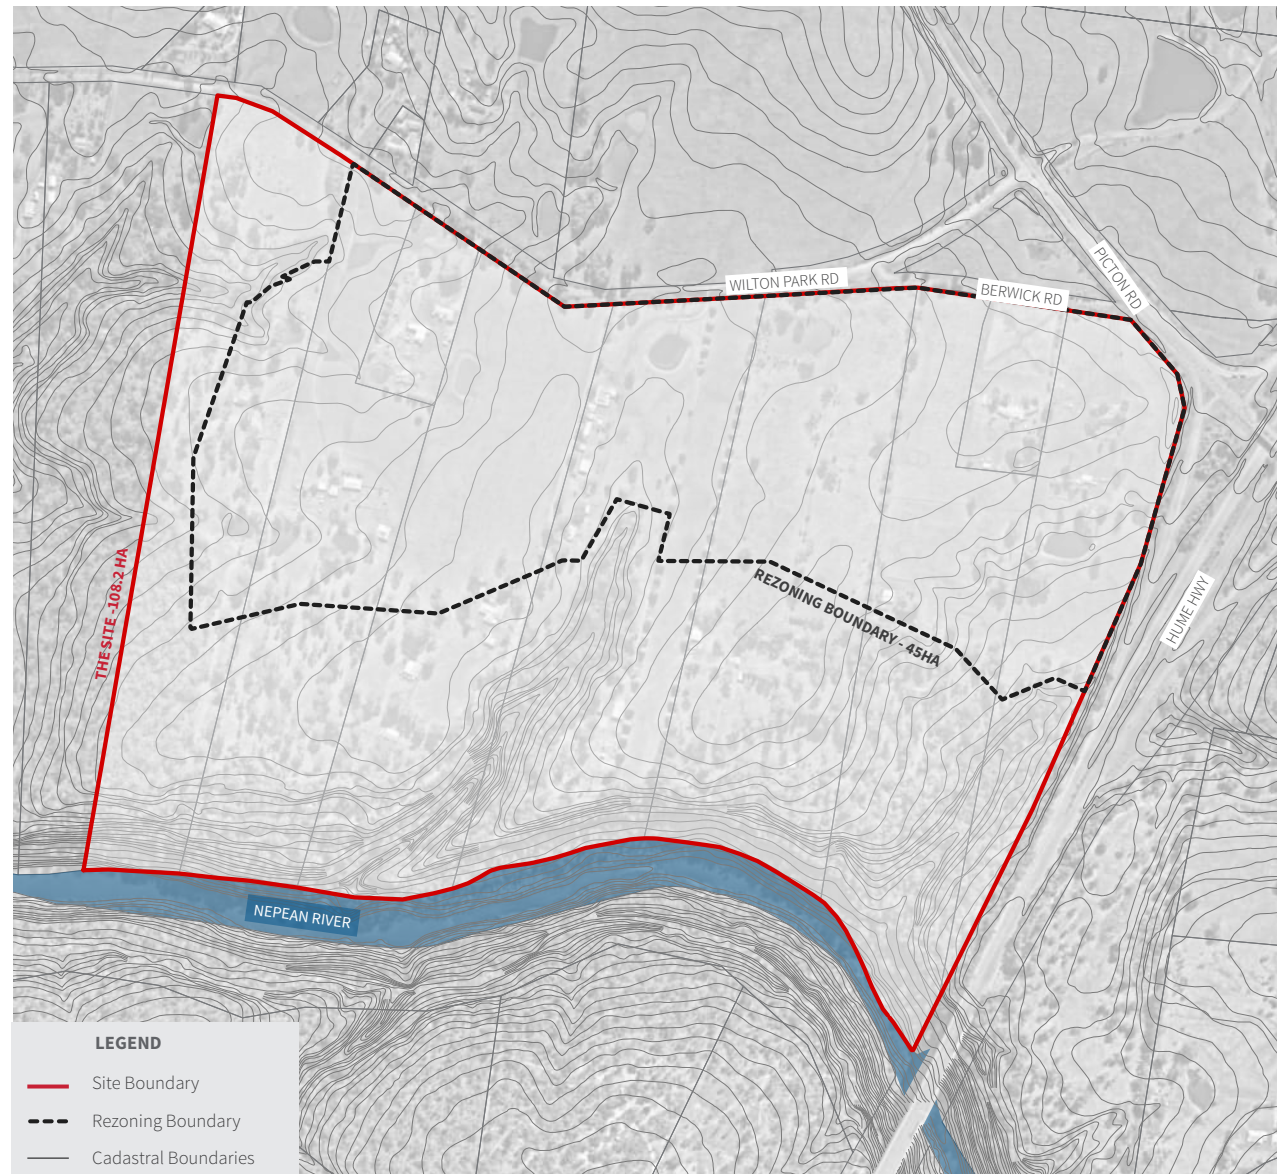 WILTON PARK RD
BERWICK RD
PICTON RD
HUME HWY
THE SITE -108.2 HA
REZONING BOUNDARY - 45HA
NEPEAN RIVER
LEGEND
Site Boundary
Rezoning Boundary
Cadastral Boundaries